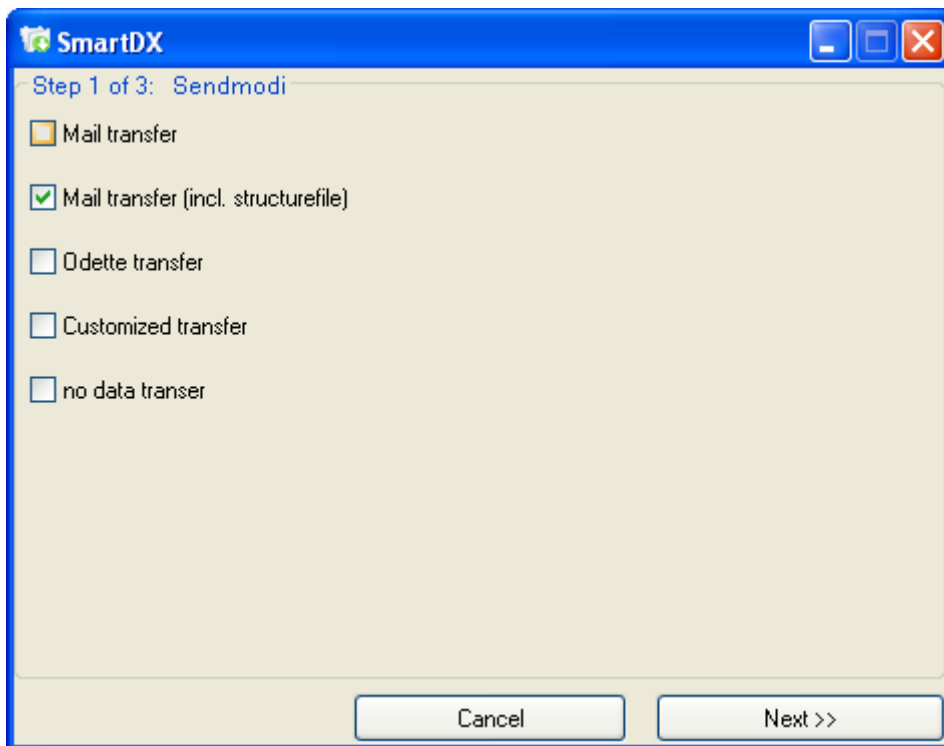 SmartDX
Step 1 of 3: Sendmodi
Mail transfer
Mail transfer (incl. structurefile)
Odette transfer
Customized transfer
no data transer
Cancel
Next >>